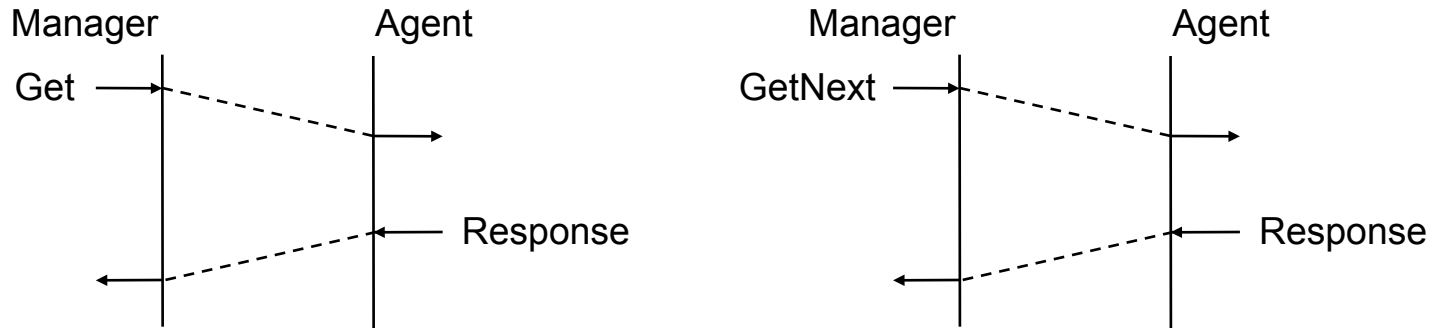 Manager Agent
Get
Response
Manager Agent
GetNext
Response